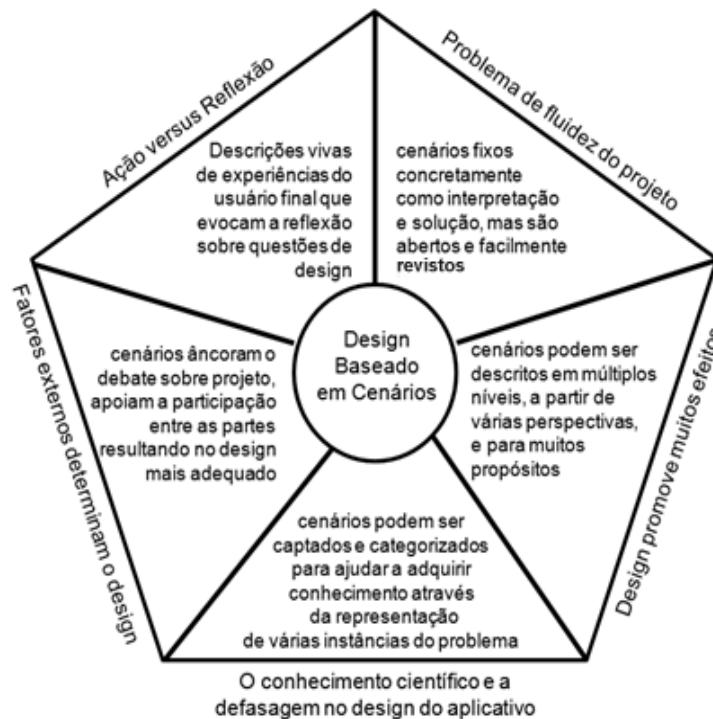 Ação versus Reflexão
Problema de fluidez do projeto
Descrições vivas
de experiências do
usuário final que
evocam a reflexão
sobre questões de
design
cenários fixos
concretamente
como interpretação
e solução, mas são
abertos e facilmente
revistos
Fatores externos determinam o design
cenários âncoram o
debate sobre projeto,
apoiam a participação
entre as partes
resultando no design
mais adequado
Design
Baseado
em Cenários
cenários podem ser
descritos em múltiplos
níveis, a partir de
várias perspectivas,
e para muitos
propósitos
Design promove muitos efeitos
cenários podem ser
captados e categorizados
para ajudar a adquirir
conhecimento através
da representação
de várias instâncias do problema
O conhecimento científico e a
defasagem no design do aplicativo